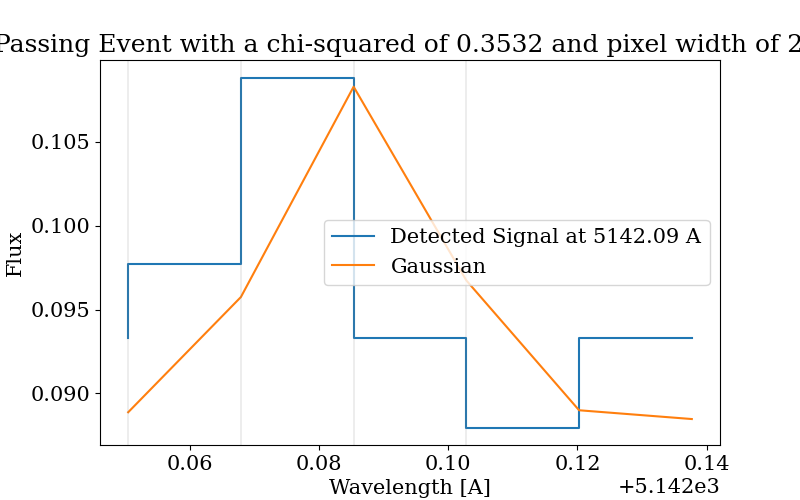 Passing Event with a chi-squared of 0.3532 and pixel width of 2
0.105
0.100
0.095
0.090
Flux
Detected Signal at 5142.09 A
Gaussian
0.06
0.08
0.10
0.12
0.14
Wavelength [A]
+5.142e3